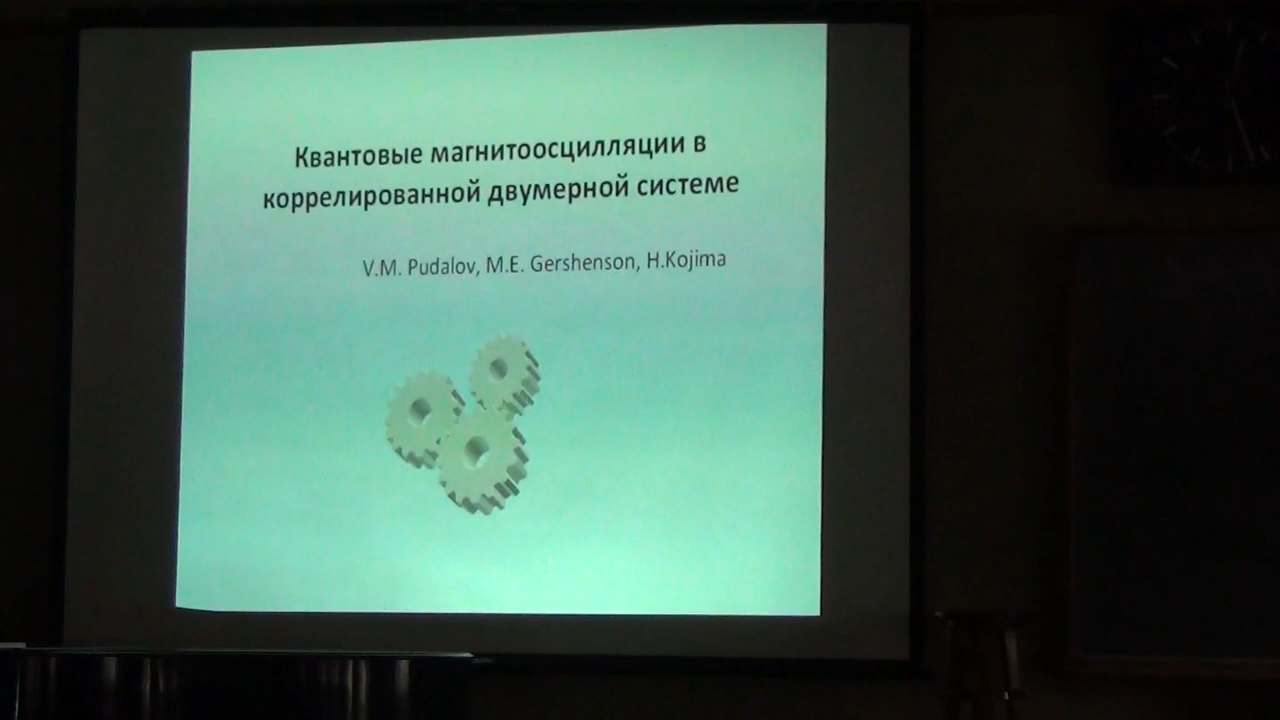 Квантовые магнитоосцилляции в
коррелированной двумерной системе
V.M. Pudalov, M.E. Gershenson, H.Kojima